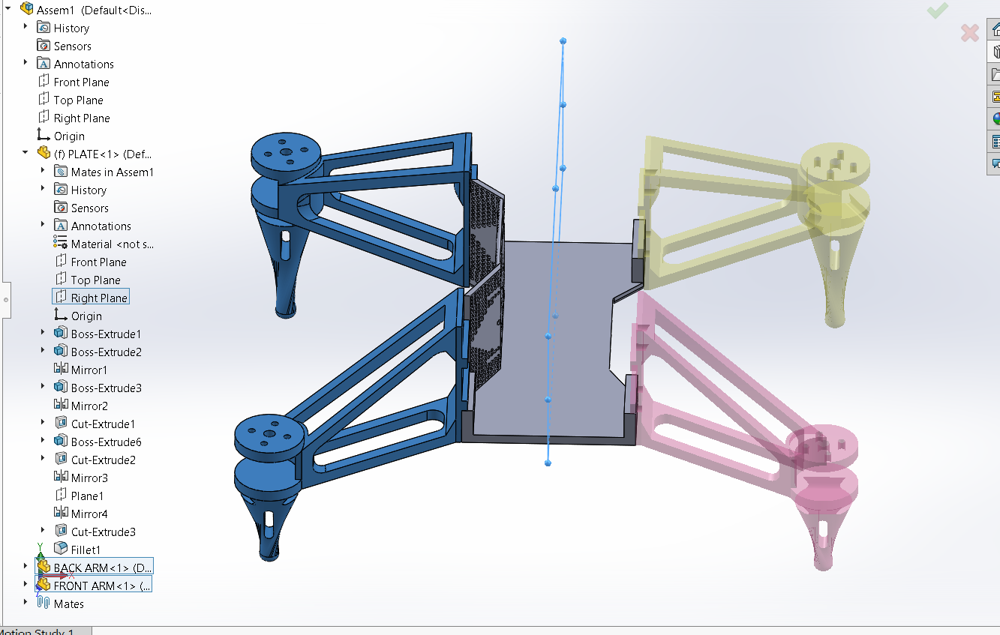 Assem1 (Default<Dis...
History
Sensors
Annotations
Front Plane
Top Plane
Right Plane
Origin
(f) PLATE<1> (Def...
Mates in Assem1
History
Sensors
Annotations
Material <not s...
Front Plane
Top Plane
Right Plane
Origin
Boss-Extrude1
Boss-Extrude2
Mirror1
Boss-Extrude3
Mirror2
Cut-Extrude1
Boss-Extrude6
Cut-Extrude2
Mirror3
Plane1
Mirror4
Cut-Extrude3
Fillet1
Y
BACK ARM<1> (D...
X
FRONT ARM<1> (...
Mates
Motion Study 1